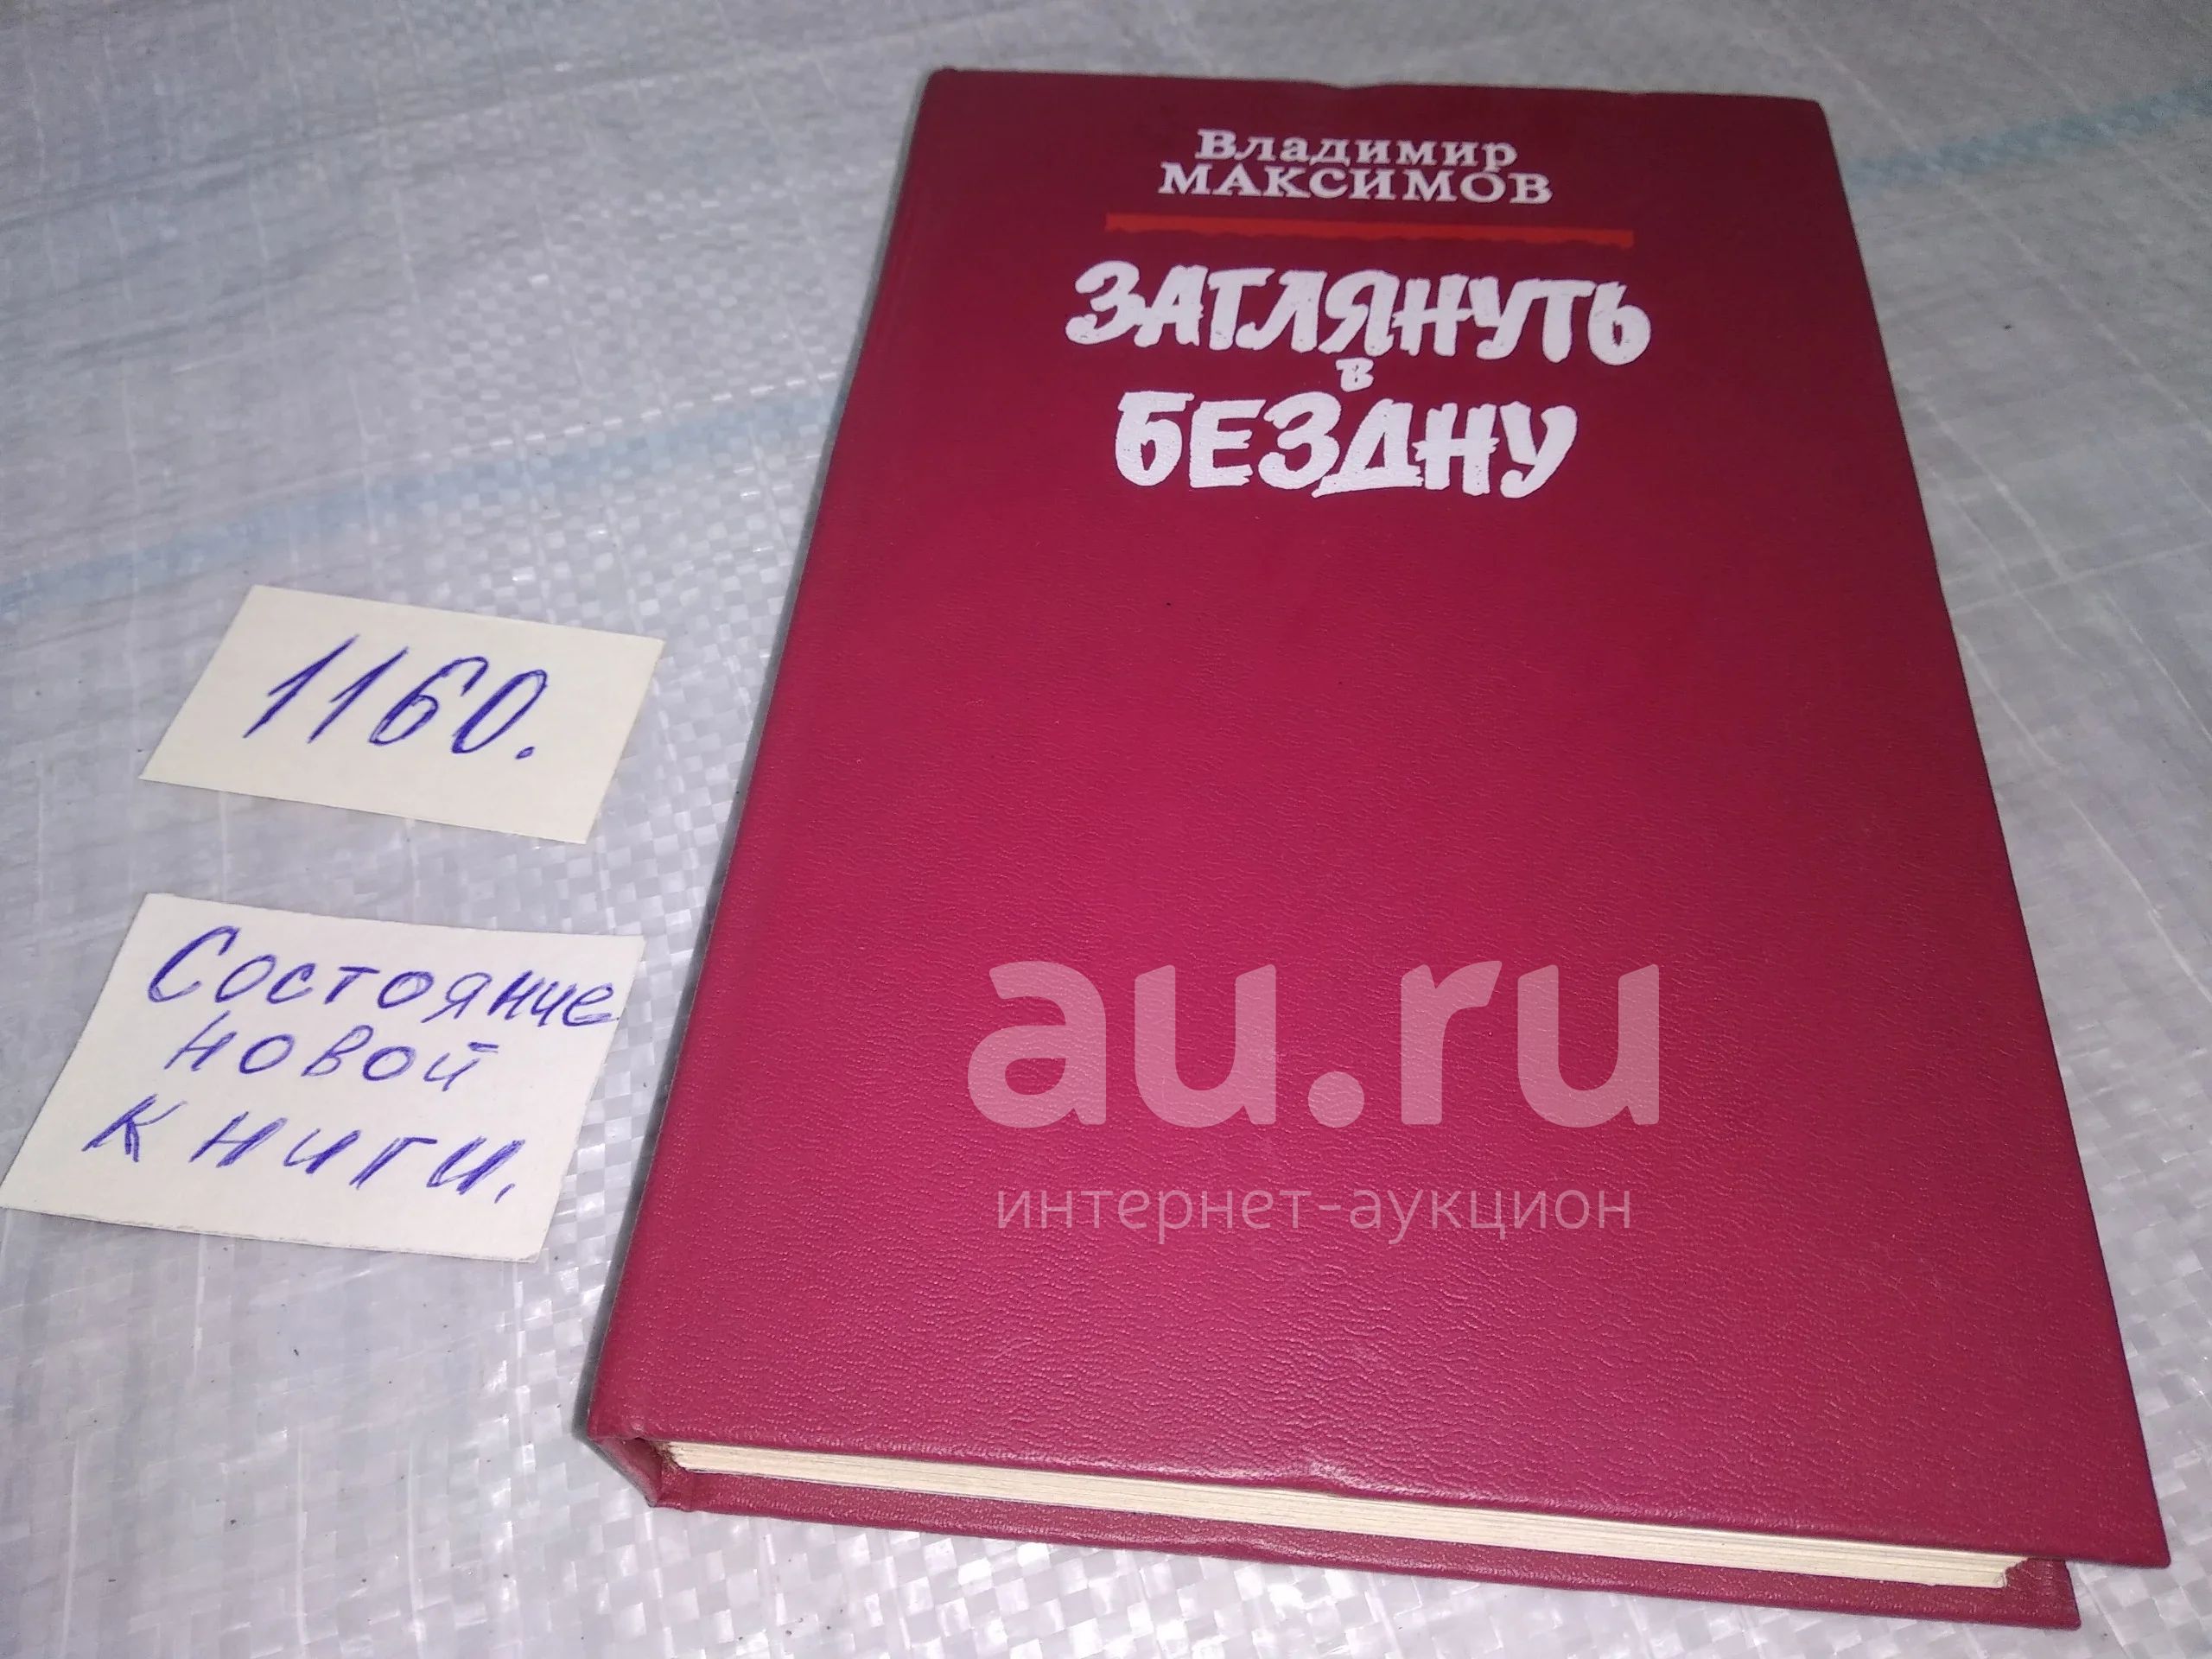 Владимир
МАКСИМОВ
ЗАГЛЯНУТЬ
в
БЕЗДНУ
1160.
Состояние
новой
книги.
au.ru
интернет-аукцион